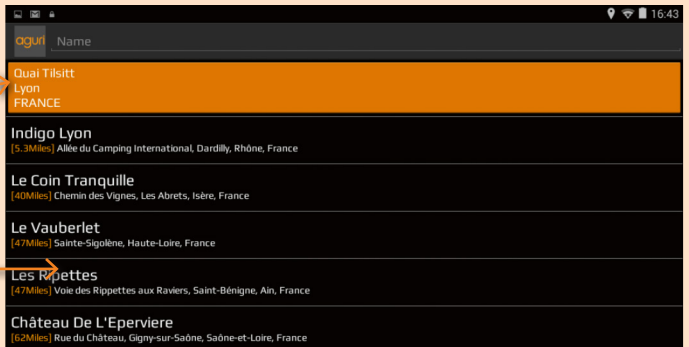 16:43
aguri Name
Quai Tilsitt
Lyon
FRANCE
Indigo Lyon
[5.3Miles] Allée du Camping International, Dardilly, Rhône, France
Le Coin Tranquille
[40Miles] Chemin des Vignes, Les Abrets, Isère, France
Le Vauberlet
[47Miles] Sainte-Sigolène, Haute-Loire, France
Les Ripettes
[47Miles] Voie des Rippettes aux Raviers, Saint-Bénigne, Ain, France
Château De L'Eperviere
[62Miles] Rue du Château, Gigny-sur-Saône, Saône-et-Loire, France